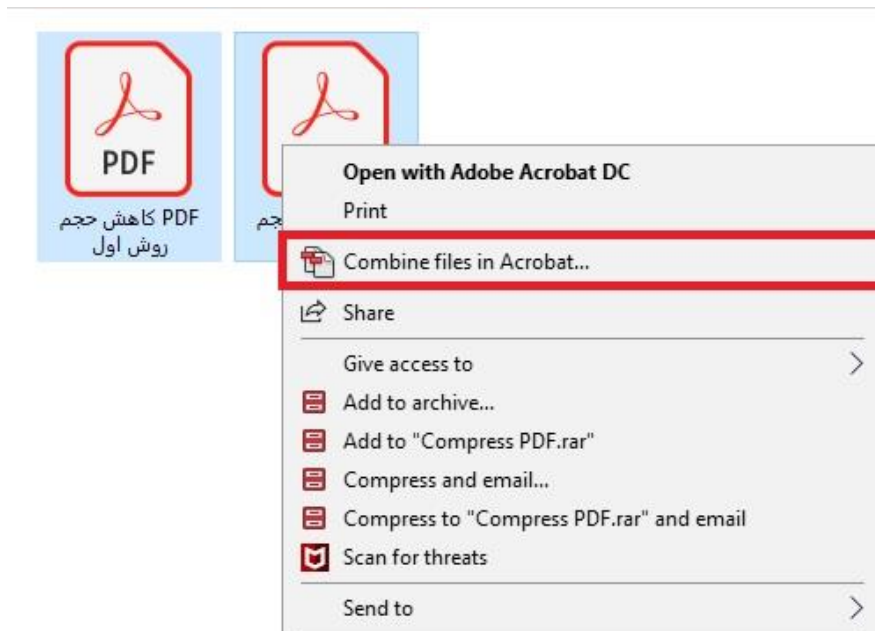 PDF
PDF کاهش حجم
روش اول
جم
Open with Adobe Acrobat DC
Print
Combine files in Acrobat...
Share
Give access to
Add to archive...
Add to "Compress PDF.rar"
Compress and email...
Compress to "Compress PDF.rar" and email
Scan for threats
Send to